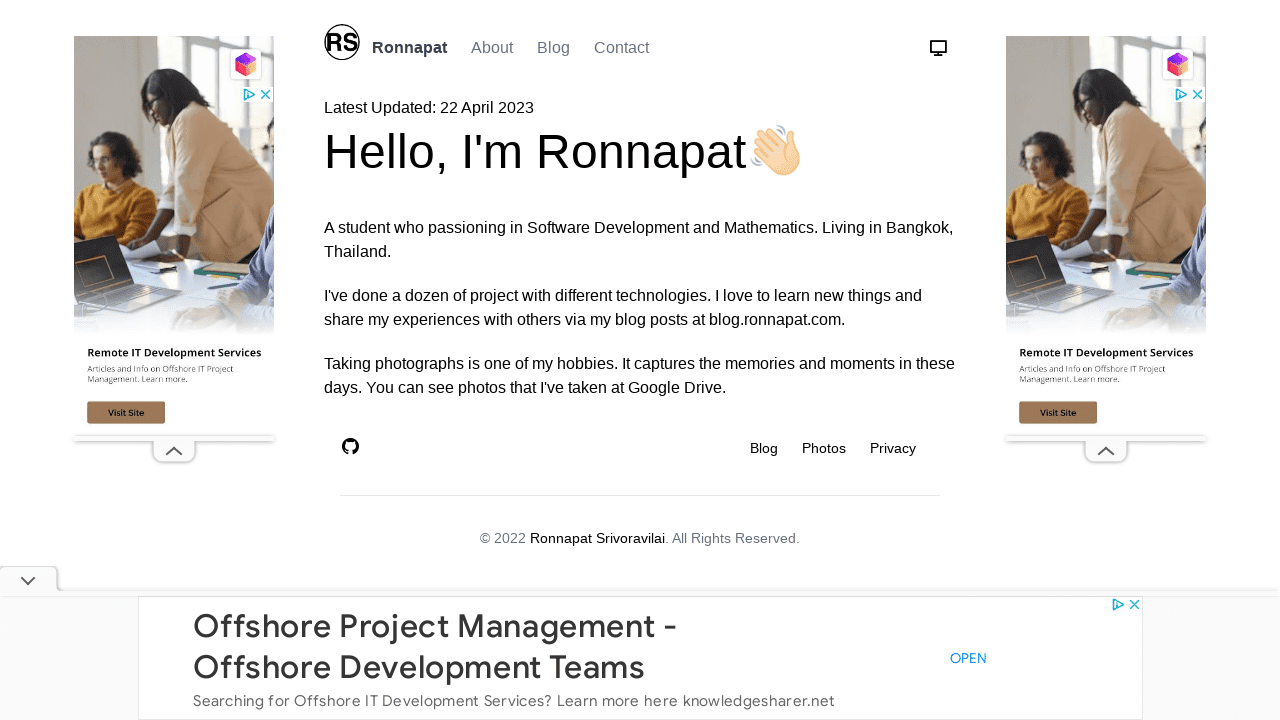 RS
Ronnapat
About
Blog
Contact
Latest Updated: 22 April 2023
Hello, I'm Ronnapat
A student who passioning in Software Development and Mathematics. Living in Bangkok,
Thailand.
I've done a dozen of project with different technologies. I love to learn new things and
share my experiences with others via my blog posts at blog.ronnapat.com.
Taking photographs is one of my hobbies. It captures the memories and moments in these
days. You can see photos that I've taken at Google Drive.
Blog
Photos
Privacy
© 2022 Ronnapat Srivoravilai. All Rights Reserved.
Remote IT Development Services
Articles and Info on Offshore IT Project
Management. Learn more.
Visit Site
Remote IT Development Services
Articles and Info on Offshore IT Project
Management. Learn more.
Visit Site
Offshore Project Management -
Offshore Development Teams
Searching for Offshore IT Development Services? Learn more here knowledgesharer.net
OPEN